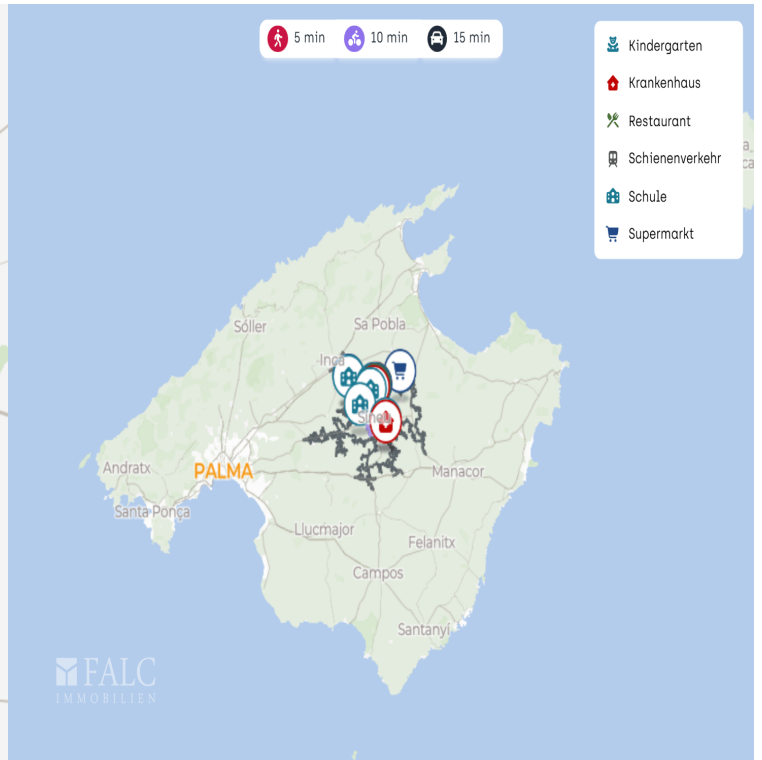 5 min
10 min
15 min
Kindergarten
Krankenhaus
Restaurant
Schienenverkehr
Schule
Supermarkt
Sóller
Sa Pobla
Inca
Andratx
PALMA
Manacor
Santa Ponça
Llucmajor
Felanitx
Campos
Santanyí
FALC
IMMOBILIEN